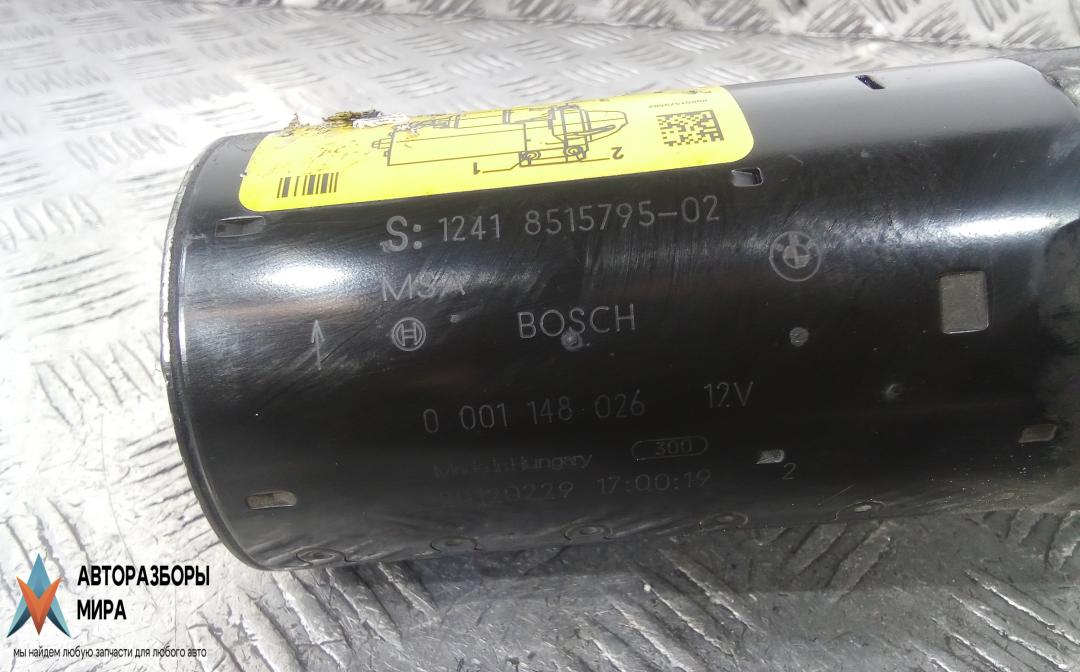 2
1
S: 1241 8515795-02
MSA
BOSCH
0 001 148 026 12V
Made in Hungary 300
20120229 17:00:19 2
АВТОРАЗБОРЫ
МИРА
мы найдем любую запчасти для любого авто